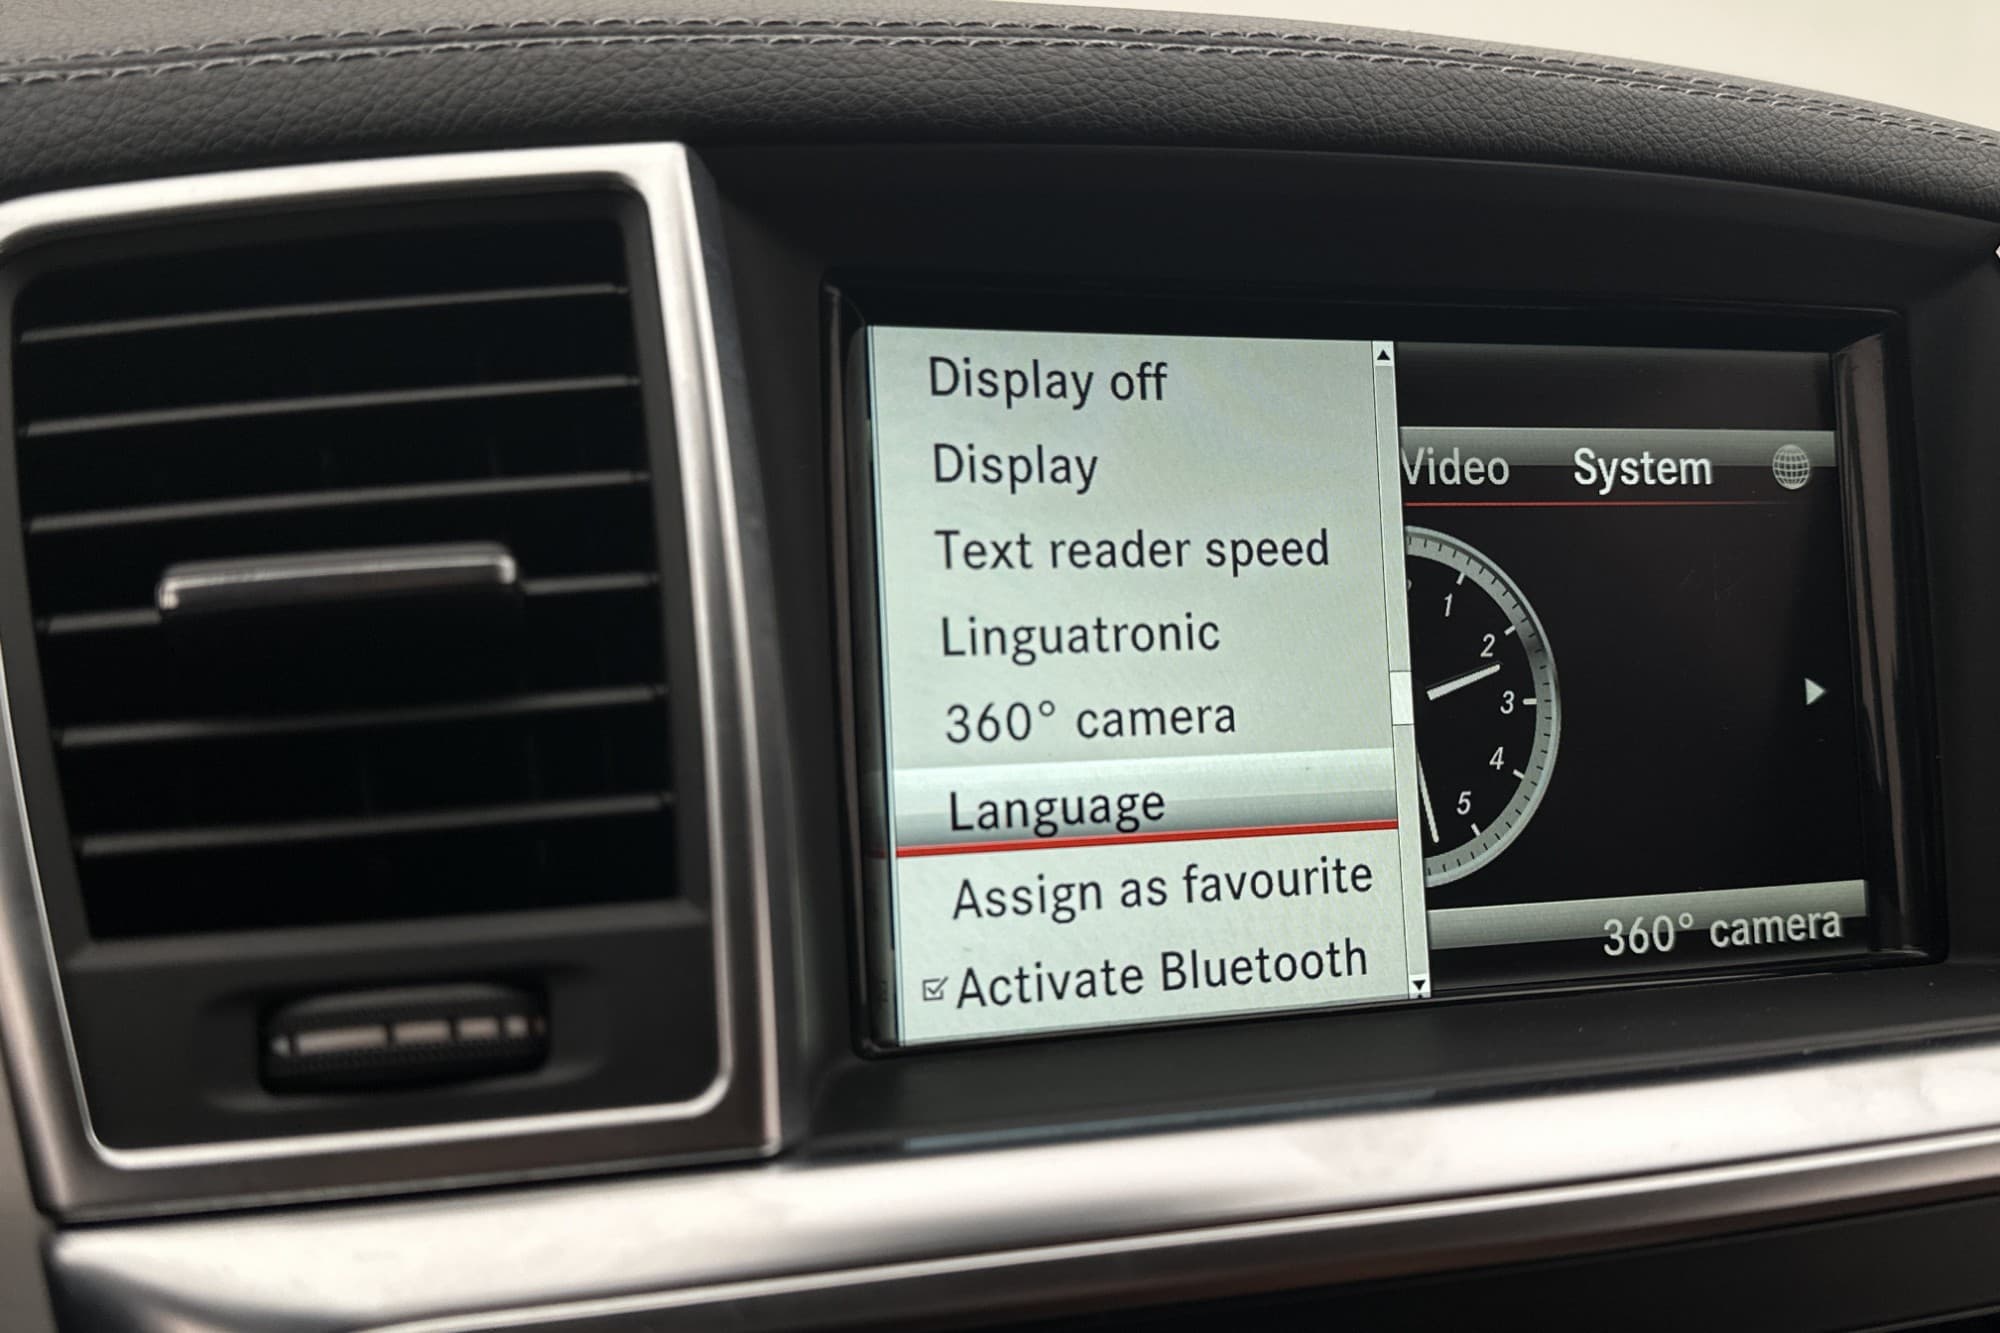 Display off
Display
Text reader speed
Linguatronic
360° camera
Language
Assign as favourite
Activate Bluetooth
Video System
1
2
3
4
5
360° camera